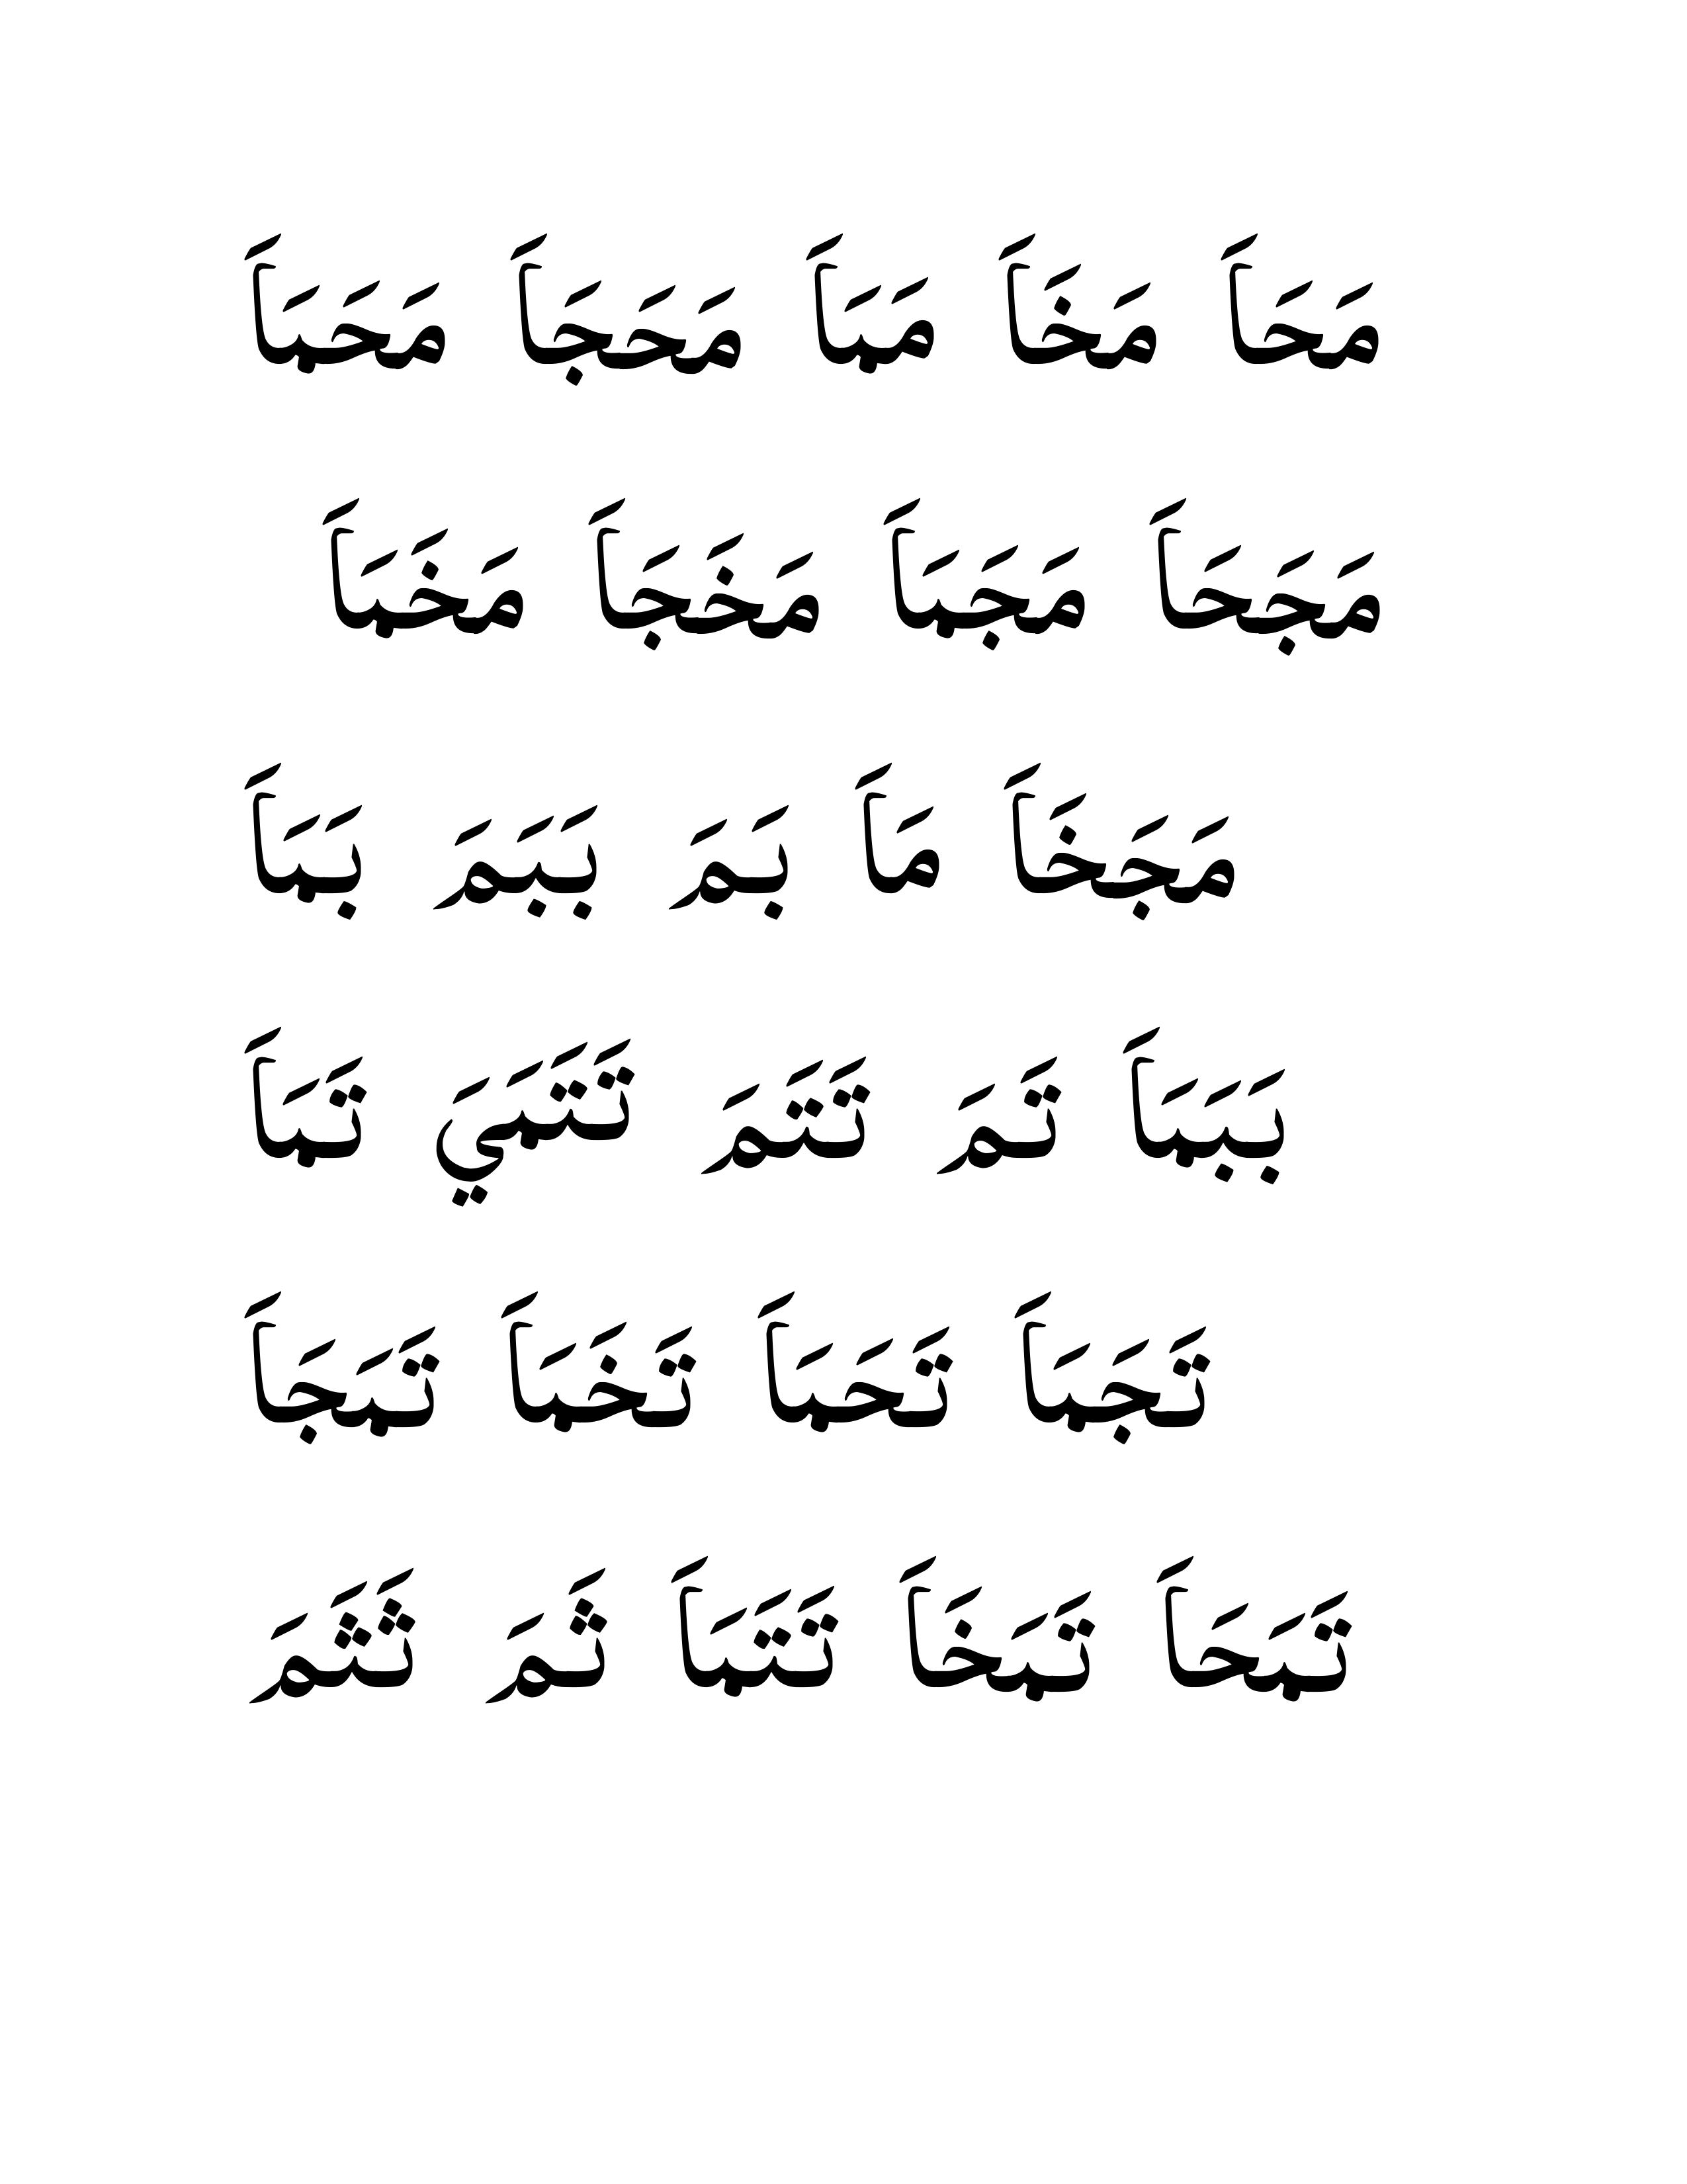 مَحَاَ مَخَاَ مَمَاَ مَحَجَاَ مَحَمَاَ
مَجَحَاَ مَجَمَاَ مَخَجَاَ مَخَمَاَ
مَجَخَاَ مَاَ بَمَ بَبَمَ بَمَاَ
بَبَمَاَ تَمَ تَتَمَ تَتَمَيَ تَمَاَ
تَجَمَاَ تَحَمَاَ تَخَمَاَ تَمَجَاَ
تَمَحَاَ تَمَخَاَ تَتَمَاَ ثَمَ ثَثَمَ